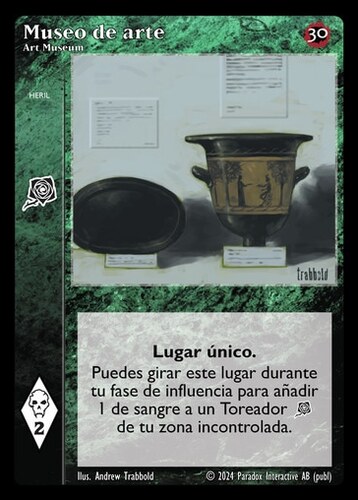 Museo de arte
Art Museum
30
HERIL
trabbold
Lugar único.
Puedes girar este lugar durante
tu fase de influencia para añadir
1 de sangre a un Toreador
de tu zona incontrolada.
2
Ilus. Andrew Trabbold © 2024 Paradox Interactive AB (publ)